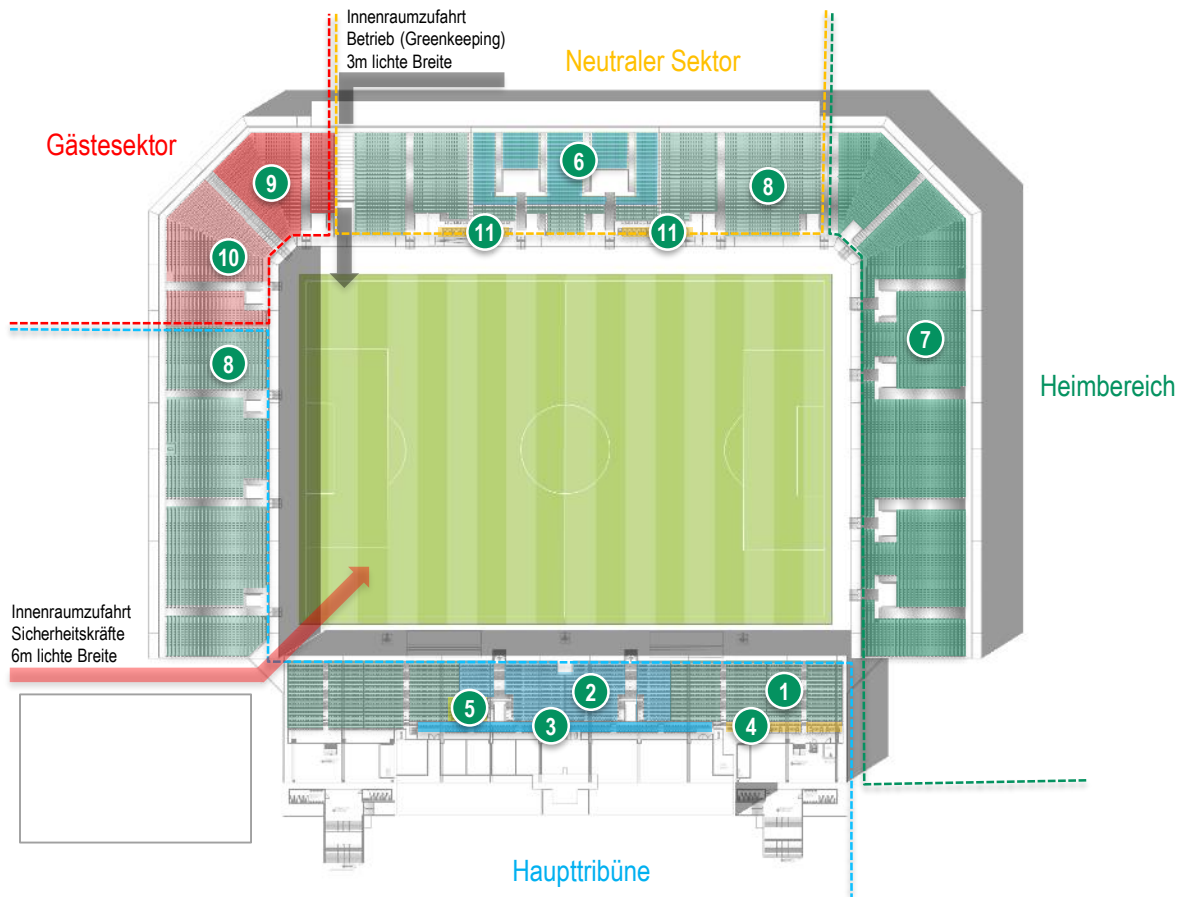 Innenraumzufahrt
Betrieb (Greenkeeping)
3m lichte Breite
Neutraler Sektor
Gästesektor
6
9
8
11
11
10
7
8
Heimbereich
Innenraumzufahrt
Sicherheitskräfte
6m lichte Breite
1
2
5
3
4
Haupttribüne